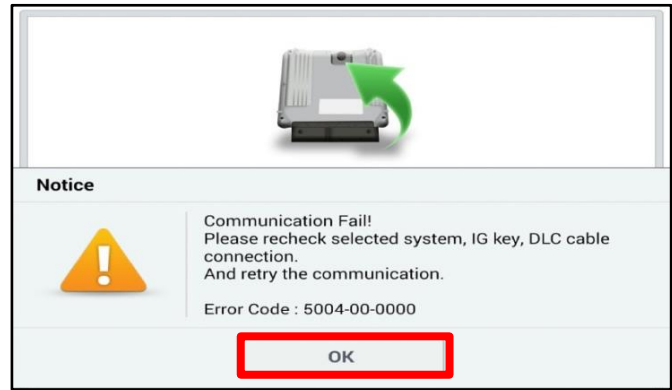 Notice
Communication Fail!
Please recheck selected system, IG key, DLC cable
connection.
And retry the communication.
Error Code : 5004-00-0000
OK